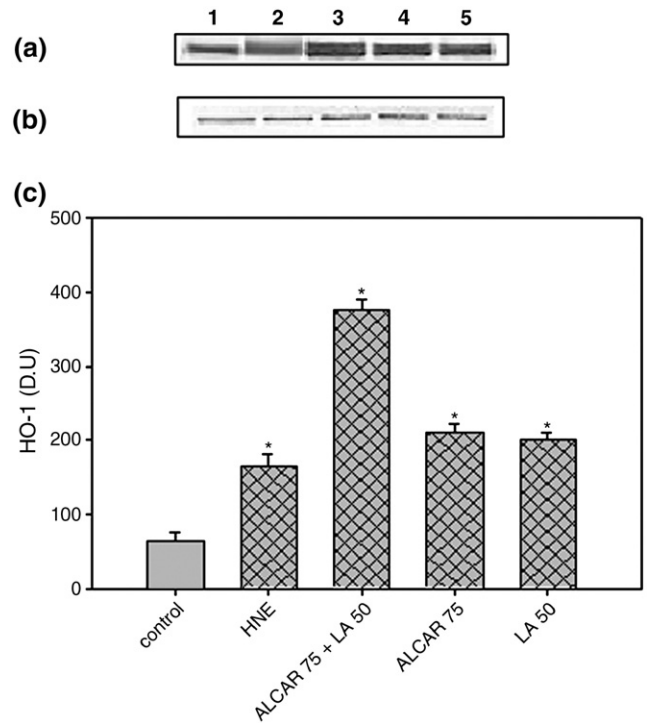 1 2 3 4 5
(a)
(b)
(c)
500
400
300
200
100
0
HO-1 (D.U)
*
*
*
*
control
HNE
ALCAR 75 + LA 50
ALCAR 75
LA 50